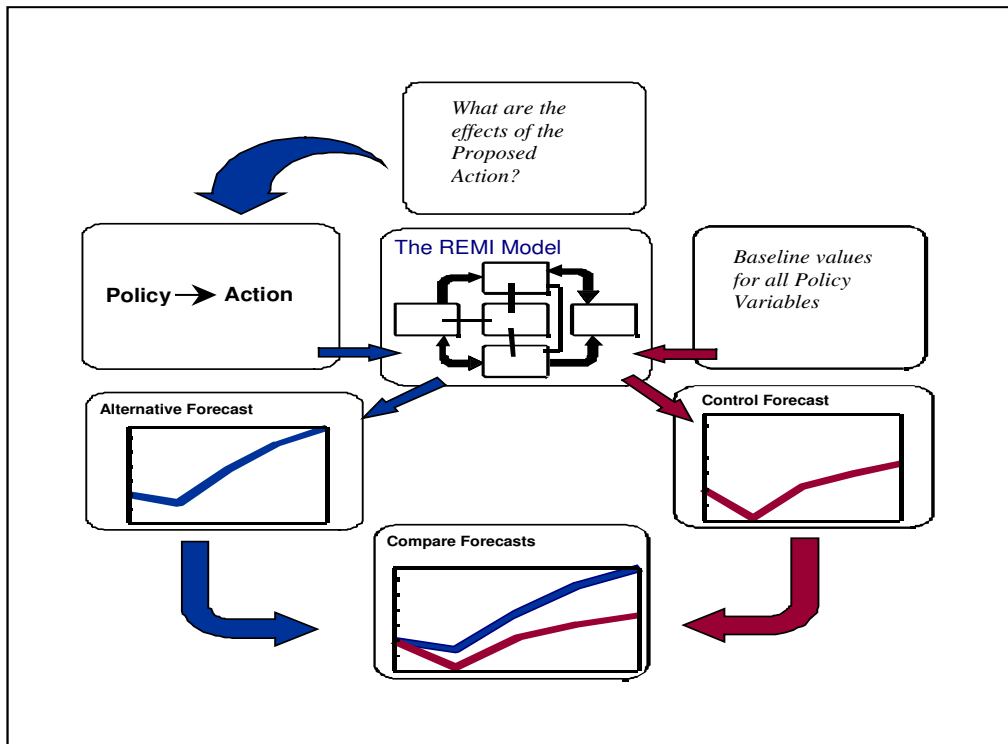 What are the
effects of the
Proposed
Action?
Policy Action
The REMI Model
Baseline values
for all Policy
Variables
Alternative Forecast
Control Forecast
Compare Forecasts